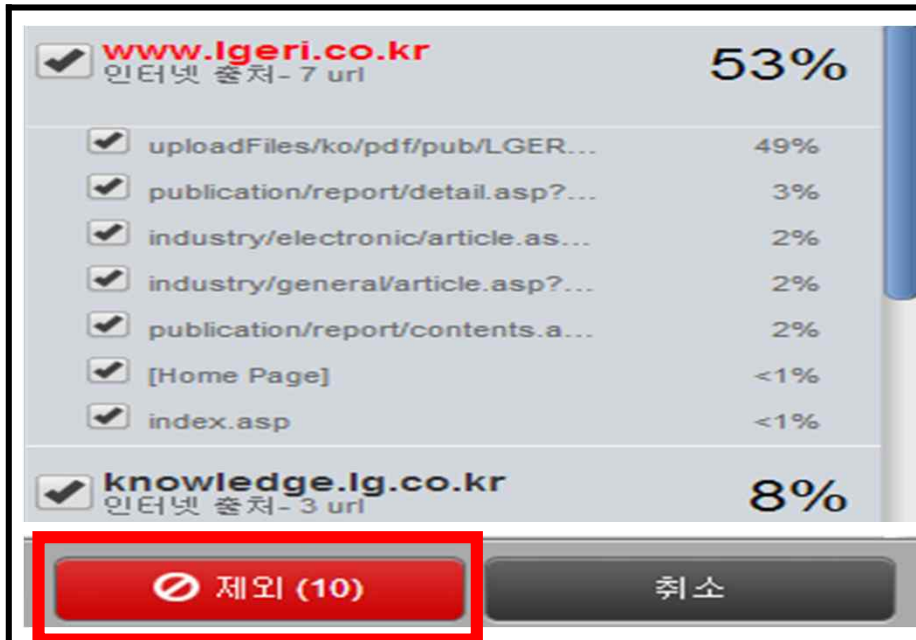 www.lgeri.co.kr 53%
인터넷 출처- 7 url
uploadFiles/ko/pdf/pub/LGER... 49%
publication/report/detail.asp?... 3%
industry/electronic/article.as... 2%
industry/general/article.asp?... 2%
publication/report/contents.a... 2%
[Home Page] <1%
index.asp <1%
knowledge.lg.co.kr 8%
인터넷 출처- 3 url
제외 (10) 취소